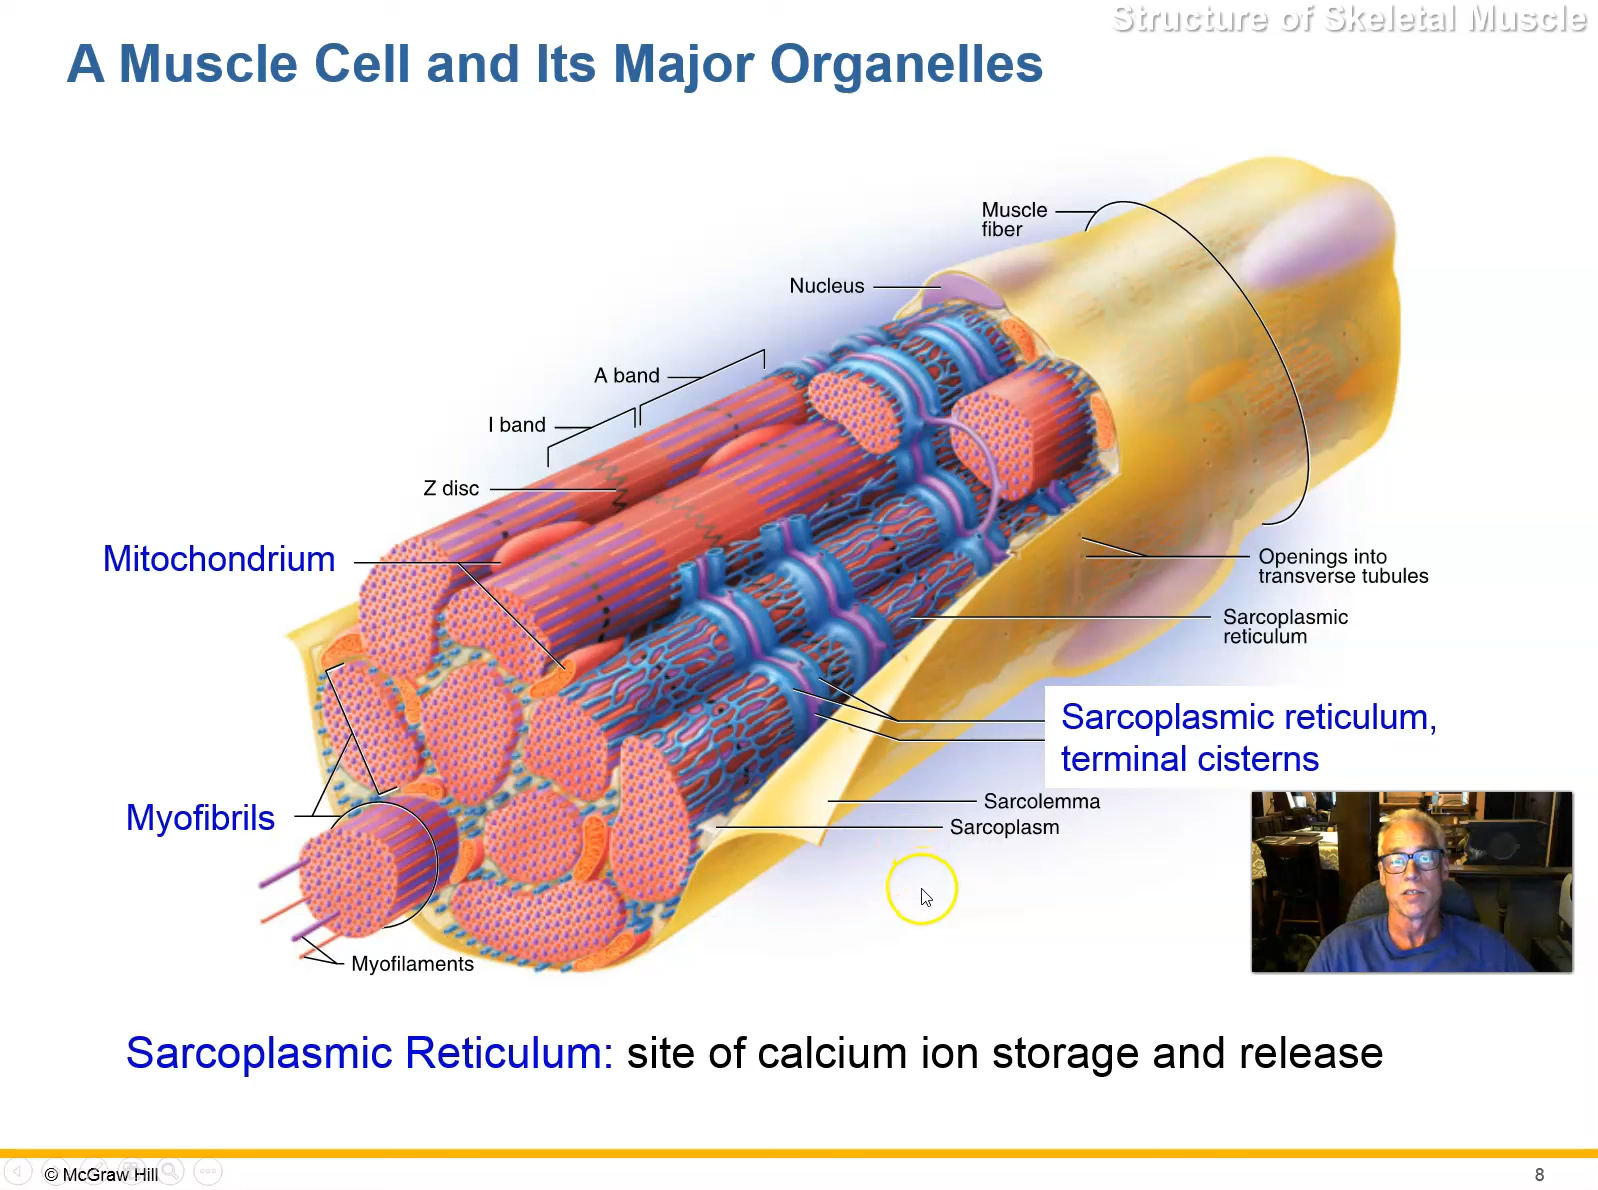 Structure of Skeletal Muscle
A Muscle Cell and Its Major Organelles
Muscle
fiber
Nucleus
A band
I band
Z disc
Mitochondrium
Openings into
transverse tubules
Sarcoplasmic
reticulum
Sarcoplasmic reticulum,
terminal cisterns
Sarcolemma
Myofibrils
Sarcoplasm
Myofilaments
Sarcoplasmic Reticulum: site of calcium ion storage and release
© McGraw Hill
8